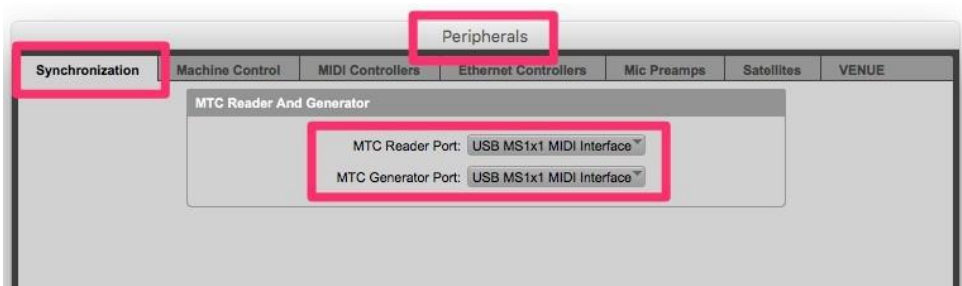 Peripherals
Synchronization Machine Control MIDI Controllers Ethernet Controllers Mic Preamps Satellites VENUE
MTC Reader And Generator
MTC Reader Port: USB MS1x1 MIDI Interface
MTC Generator Port: USB MS1x1 MIDI Interface